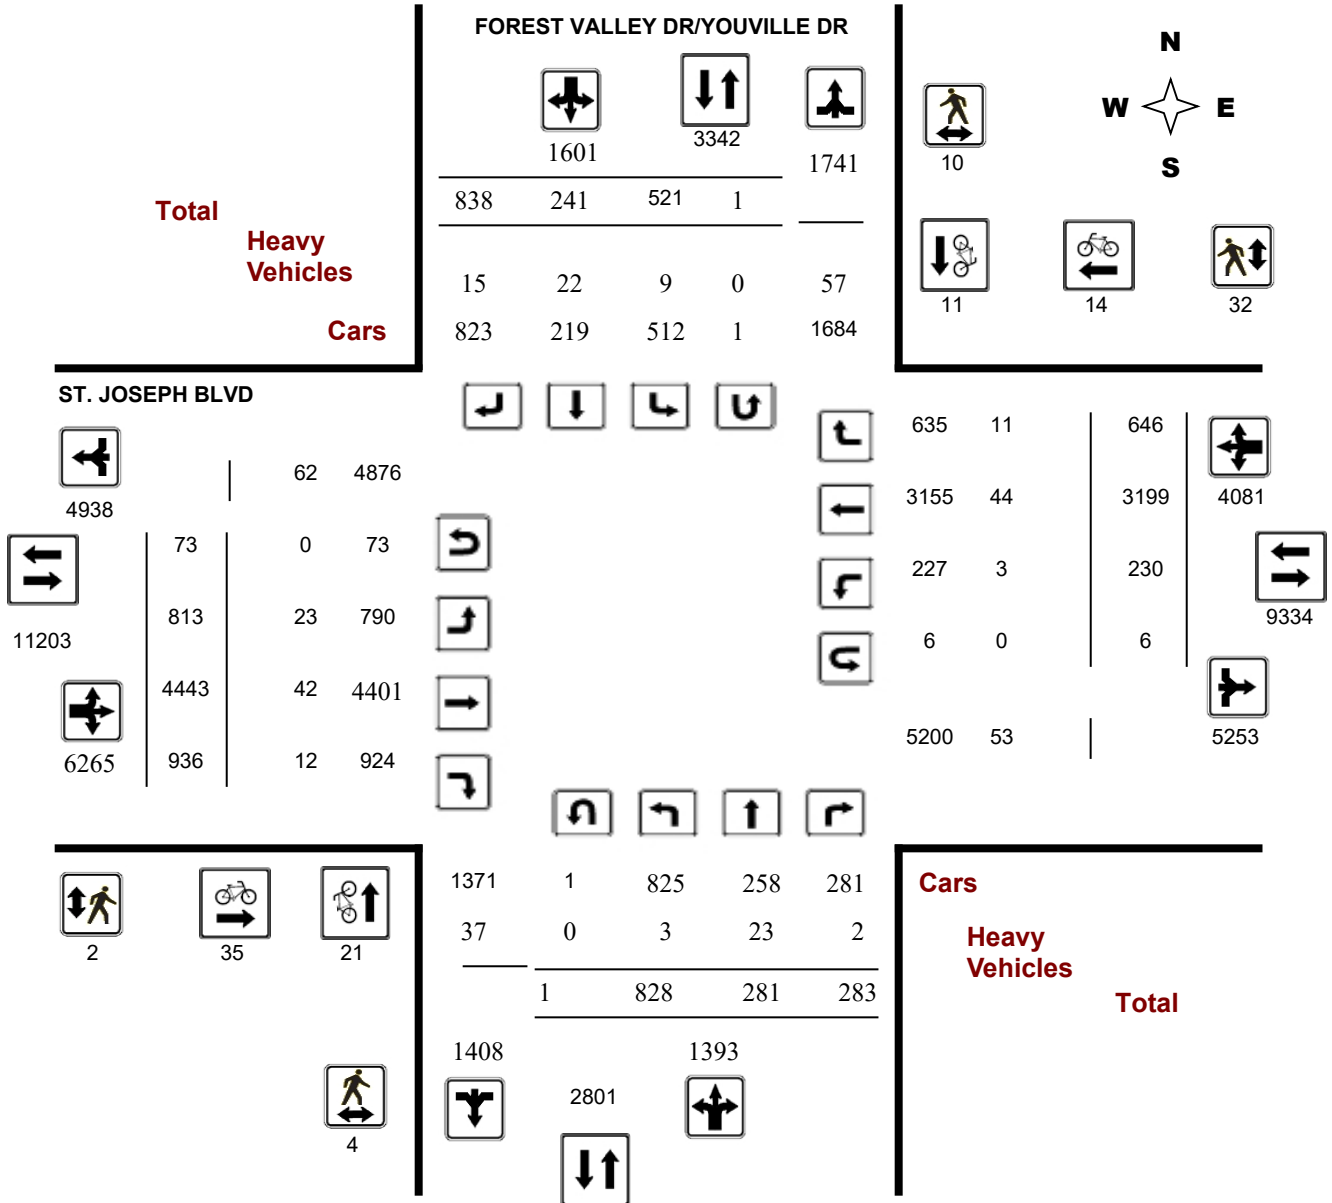 FOREST VALLEY DR/YOUVILLE DR
N
W E
S
1601
3342
1741
10
838 241 521 1
Total
Heavy
Vehicles
15 22 9 0 57
11 14 32
Cars
823 219 512 1 1684
ST. JOSEPH BLVD
635 11 646
62 4876
4938
3155 44 3199 4081
73 0 73
227 3 230
9334
813 23 790
11203
6 0 6
4443 42 4401
5200 53 5253
6265 936 12 924
1371 1 825 258 281
Cars
37 0 3 23 2
Heavy
Vehicles
2 35 21
1 828 281 283
Total
1408 1393
2801
4